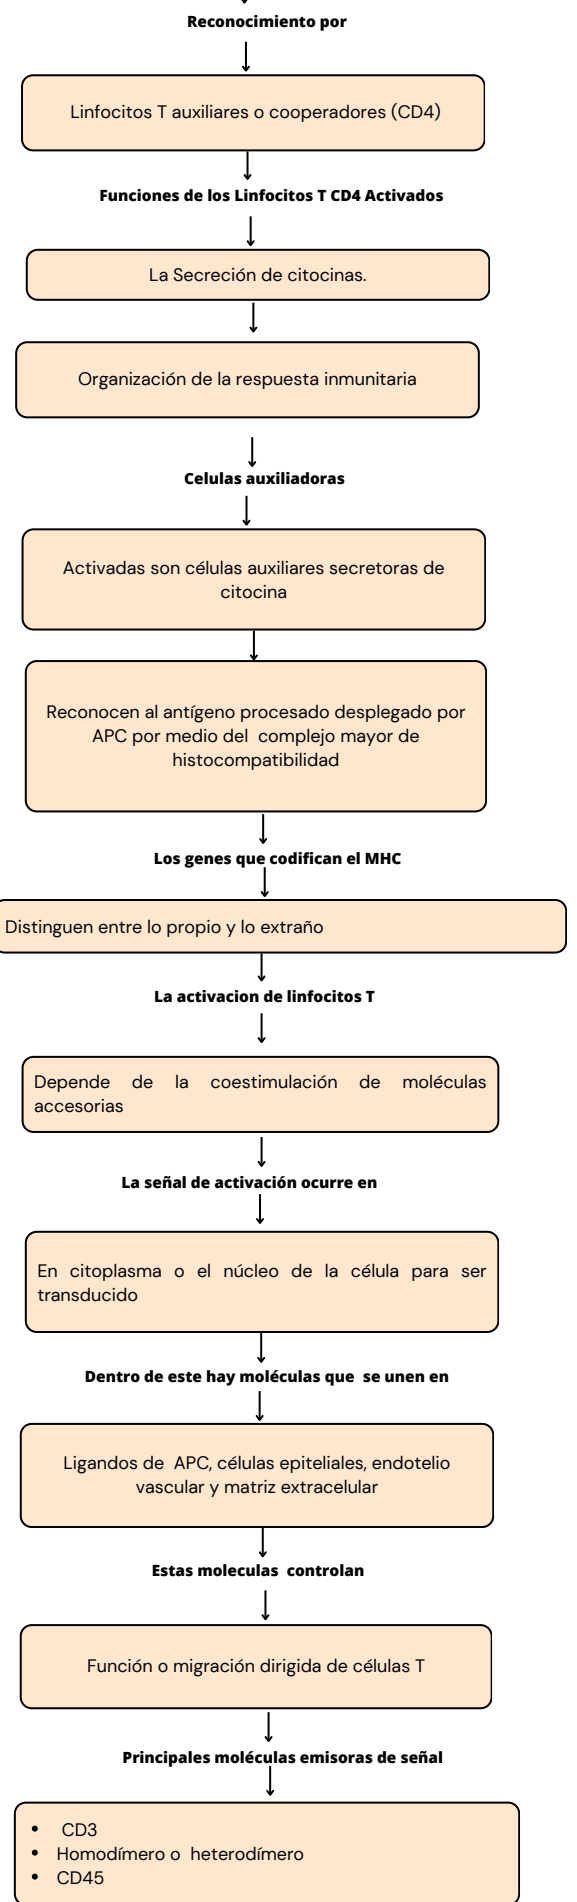 Reconocimiento por
Linfocitos T auxiliares o cooperadores (CD4)
Funciones de los Linfocitos T CD4 Activados
La Secreción de citocinas.
Organización de la respuesta inmunitaria
Celulas auxiliadoras
Activadas son células auxiliares secretoras de
citocina
Reconocen al antígeno procesado desplegado por
APC por medio del complejo mayor de
histocompatibilidad
Los genes que codifican el MHC
Distinguen entre lo propio y lo extraño
La activacion de linfocitos T
Depende de la coestimulación de moléculas
accesorias
La señal de activación ocurre en
En citoplasma o el núcleo de la célula para ser
transducido
Dentro de este hay moléculas que se unen en
Ligandos de APC, células epiteliales, endotelio
vascular y matriz extracelular
Estas moleculas controlan
Función o migración dirigida de células T
Principales moléculas emisoras de señal
• CD3
• Homodímero o heterodímero
• CD45